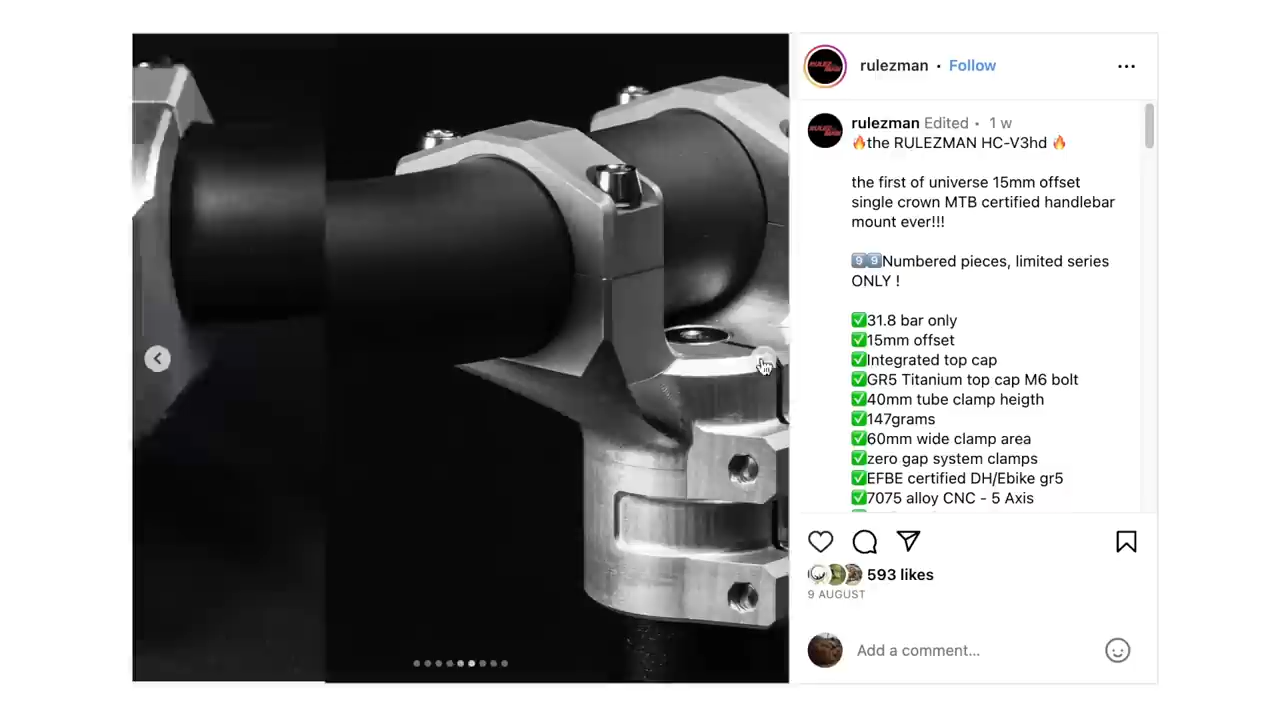 rulezman • Follow
rulezman Edited • 1 w
🔥the RULEZMAN HC-V3hd 🔥
the first of universe 15mm offset
single crown MTB certified handlebar
mount ever!!!
9️⃣9️⃣Numbered pieces, limited series
ONLY !
✅31.8 bar only
✅15mm offset
✅Integrated top cap
✅GR5 Titanium top cap M6 bolt
✅40mm tube clamp heigth
✅147grams
✅60mm wide clamp area
✅zero gap system clamps
✅EFBE certified DH/Ebike gr5
✅7075 alloy CNC - 5 Axis
593 likes
9 AUGUST
Add a comment...